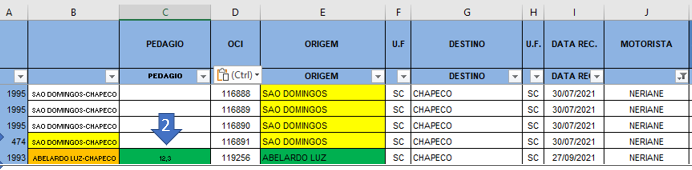 A B C D E F G H I J
PEDAGIO OCI ORIGEM U.F DESTINO U.F. DATA REC. MOTORISTA
PEDAGIO (Ctrl) ORIGEM DESTINO DATA REC
1995 SAO DOMINGOS-CHAPECO 116888 SAO DOMINGOS SC CHAPECO SC 30/07/2021 NERIANE
1995 SAO DOMINGOS-CHAPECO 116889 SAO DOMINGOS SC CHAPECO SC 30/07/2021 NERIANE
1995 SAO DOMINGOS-CHAPECO 116890 SAO DOMINGOS SC CHAPECO SC 30/07/2021 NERIANE
474 SAO DOMINGOS-CHAPECO 2 116891 SAO DOMINGOS SC CHAPECO SC 30/07/2021 NERIANE
1993 ABELARDO LUZ-CHAPECO 12,3 119256 ABELARDO LUZ SC CHAPECO SC 27/09/2021 NERIANE